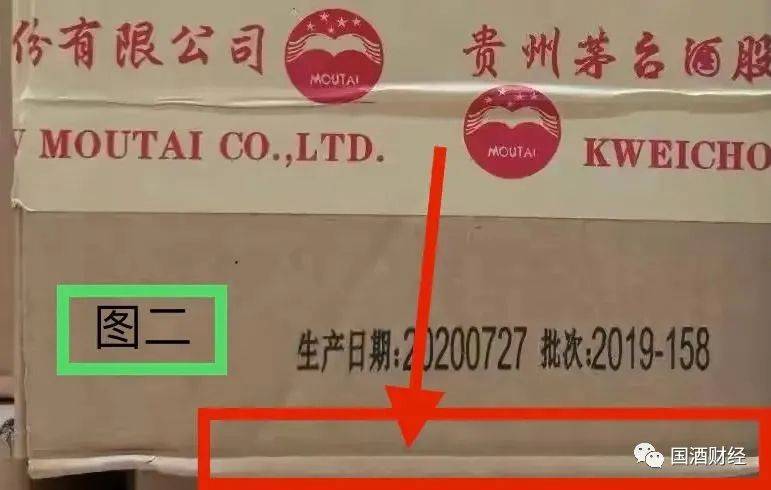 份有限公司 MOUTAI 贵州茅台酒股
MOUTAI CO.,LTD. MOUTAI KWEICHO
图二
生产日期:20200727 批次:2019-158
国酒财经